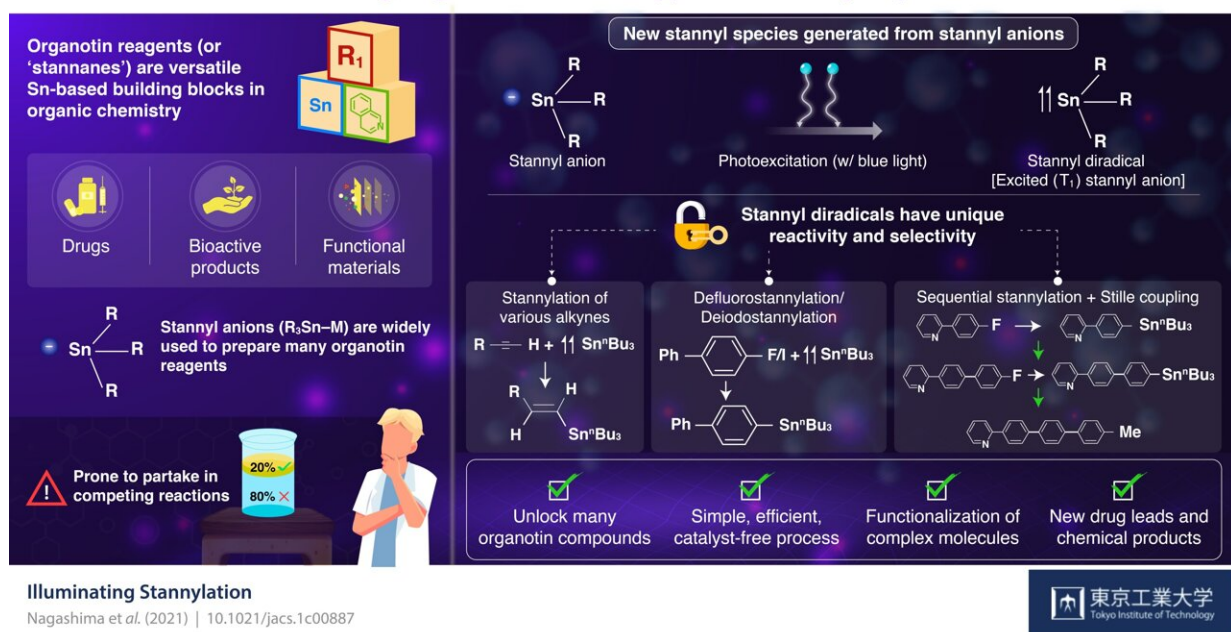 Organotin reagents (or
‘stannanes’) are versatile
Sn-based building blocks in
organic chemistry
R₁
Sn
N
Drugs
Bioactive
products
Functional
materials
R
− Sn R
R
Stannyl anions (R₃Sn–M) are widely
used to prepare many organotin
reagents
! Prone to partake in
competing reactions
20% ✓
80% ✕
New stannyl species generated from stannyl anions
R
− Sn R
R
Stannyl anion
Photoexcitation (w/ blue light)
R
⇈ Sn R
R
Stannyl diradical
[Excited (T₁) stannyl anion]
Stannyl diradicals have unique
reactivity and selectivity
Stannylation of
various alkynes
R H + ⇈ SnⁿBu₃
R H
H SnⁿBu₃
Defluorostannylation/
Deiodostannylation
Ph F/I + ⇈ SnⁿBu₃
Ph SnⁿBu₃
Sequential stannylation + Stille coupling
N F → N SnⁿBu₃
N F → N SnⁿBu₃
N Me
Unlock many
organotin compounds
Simple, efficient,
catalyst-free process
Functionalization of
complex molecules
New drug leads and
chemical products
Illuminating Stannylation
Nagashima et al. (2021) | 10.1021/jacs.1c00887
東京工業大学
Tokyo Institute of Technology